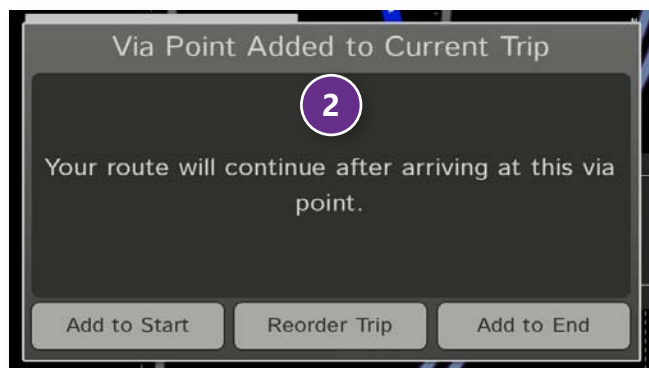 N
Via Point Added to Current Trip
2
Your route will continue after arriving at this via
point.
Add to Start
Reorder Trip
Add to End